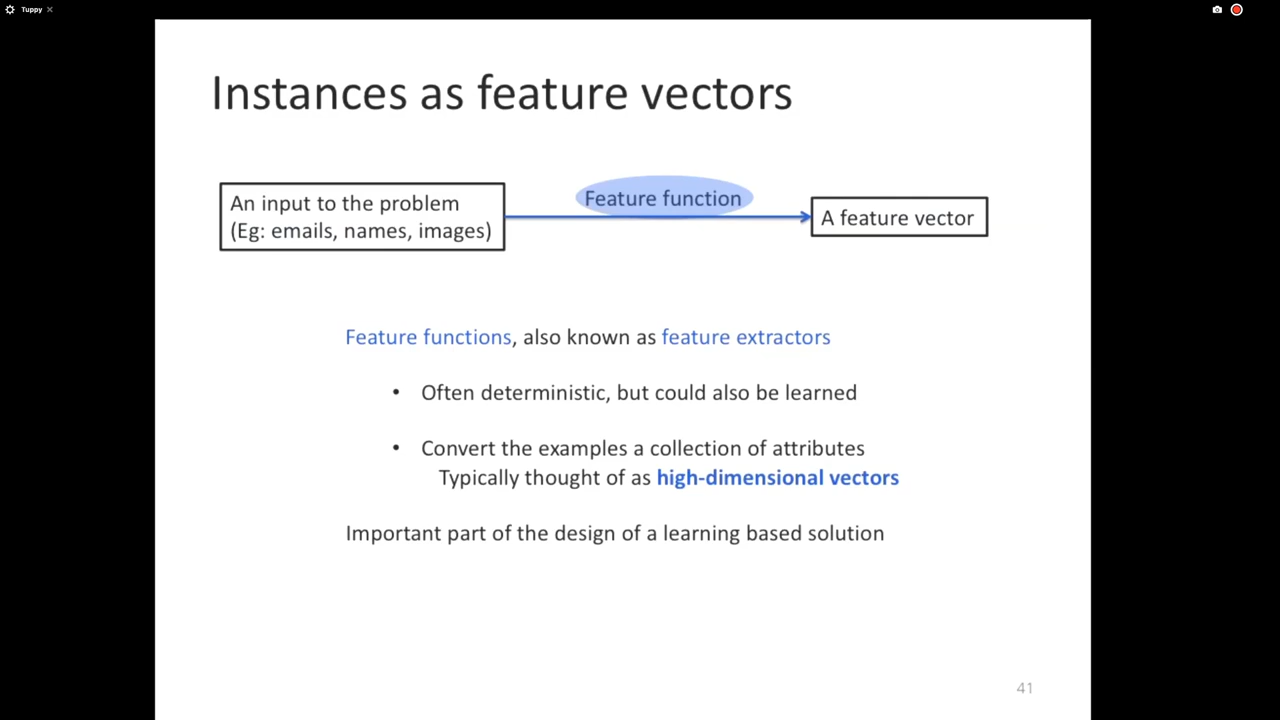 Tuppy
Instances as feature vectors
An input to the problem
(Eg: emails, names, images)
Feature function
A feature vector
Feature functions, also known as feature extractors
• Often deterministic, but could also be learned
• Convert the examples a collection of attributes
Typically thought of as high-dimensional vectors
Important part of the design of a learning based solution
41